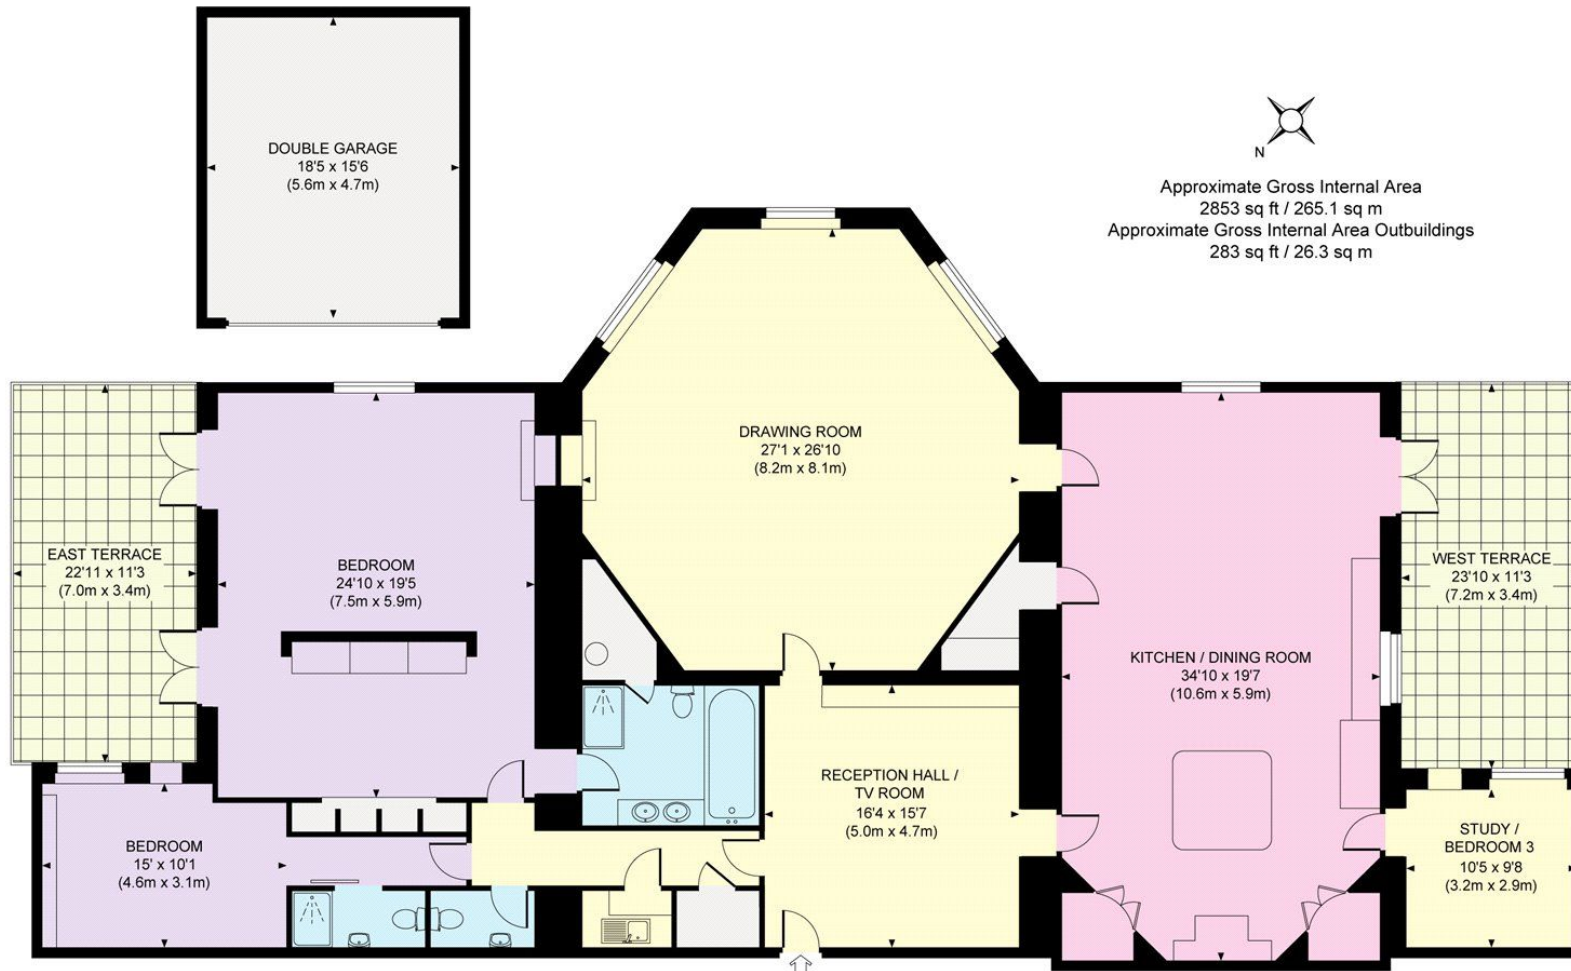 DOUBLE GARAGE
18'5 x 15'6
(5.6m x 4.7m)
N
Approximate Gross Internal Area
2853 sq ft / 265.1 sq m
Approximate Gross Internal Area Outbuildings
283 sq ft / 26.3 sq m
DRAWING ROOM
27'1 x 26'10
(8.2m x 8.1m)
EAST TERRACE
22'11 x 11'3
(7.0m x 3.4m)
BEDROOM
24'10 x 19'5
(7.5m x 5.9m)
WEST TERRACE
23'10 x 11'3
(7.2m x 3.4m)
KITCHEN / DINING ROOM
34'10 x 19'7
(10.6m x 5.9m)
RECEPTION HALL /
TV ROOM
16'4 x 15'7
(5.0m x 4.7m)
BEDROOM
15' x 10'1
(4.6m x 3.1m)
STUDY /
BEDROOM 3
10'5 x 9'8
(3.2m x 2.9m)